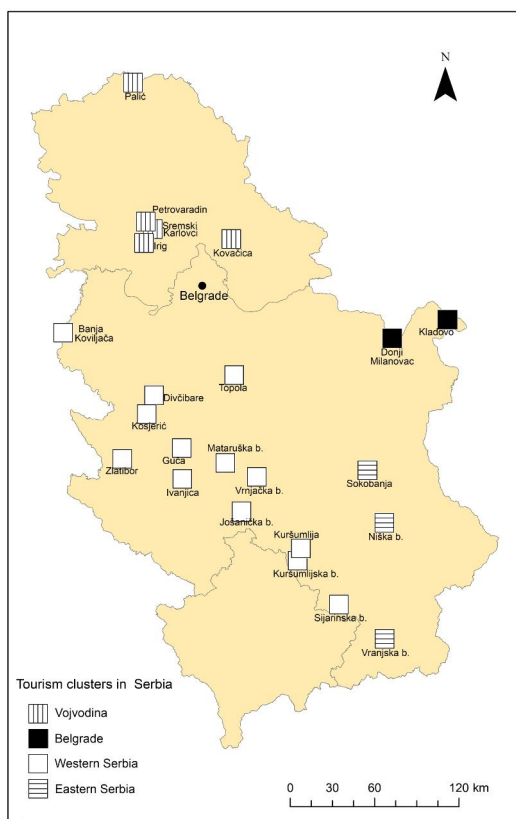 N
Palić
Petrovaradin
Sremski
Karlovci
Irig
Kovačica
Belgrade
Banja
Koviljača
Kladovo
Donji
Milanovac
Topola
Divčibare
Kosjerić
Guča
Mataruška b.
Zlatibor
Ivanjica
Vrnjačka b.
Sokobanja
Jošanička b.
Niška b.
Kuršumlija
Kuršumlijska b.
Sijarinska b.
Vranjska b.
Tourism clusters in Serbia
Vojvodina
Belgrade
Western Serbia
Eastern Serbia
0 30 60 120 km